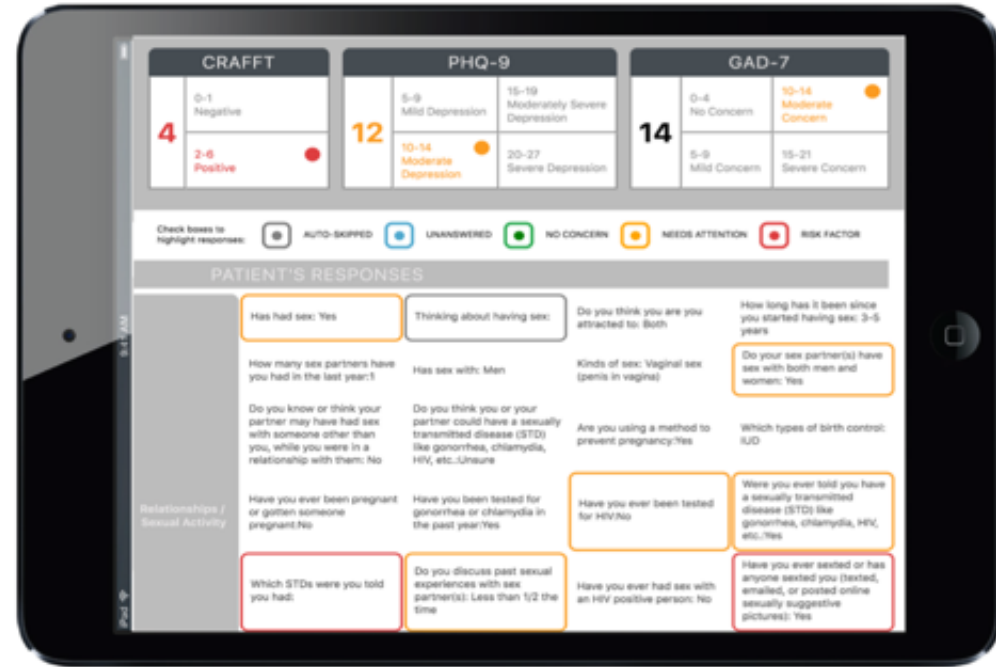 CRAFFT
4
0-1
Negative
2-6
Positive
PHQ-9
12
5-9
Mild Depression
15-19
Moderately Severe
Depression
10-14
Moderate
Depression
20-27
Severe Depression
GAD-7
14
0-4
No Concern
10-14
Moderate
Concern
5-9
Mild Concern
15-21
Severe Concern
Check boxes to
highlight responses:
AUTO-SKIPPED
UNANSWERED
NO CONCERN
NEEDS ATTENTION
RISK FACTOR
PATIENT'S RESPONSES
Relationships /
Sexual Activity
Has had sex: Yes
Thinking about having sex:
Do you think you are you
attracted to: Both
How long has it been since
you started having sex: 3-5
years
How many sex partners have
you had in the last year:1
Has sex with: Men
Kinds of sex: Vaginal sex
(penis in vagina)
Do your sex partner(s) have
sex with both men and
women: Yes
Do you know or think your
partner may have had sex
with someone other than
you, while you were in a
relationship with them: No
Do you think you or your
partner could have a sexually
transmitted disease (STD)
like gonorrhea, chlamydia,
HIV, etc.:Unsure
Are you using a method to
prevent pregnancy:Yes
Which types of birth control:
IUD
Have you ever been pregnant
or gotten someone
pregnant:No
Have you been tested for
gonorrhea or chlamydia in
the past year:Yes
Have you ever been tested
for HIV:No
Were you ever told you have
a sexually transmitted
disease (STD) like
gonorrhea, chlamydia, HIV,
etc.:Yes
Which STDs were you told
you had:
Do you discuss past sexual
experiences with sex
partner(s): Less than 1/2 the
time
Have you ever had sex with
an HIV positive person: No
Have you ever sexted or has
anyone sexted you (texted,
emailed, or posted online
sexually suggestive
pictures): Yes
iPad
9:41 AM